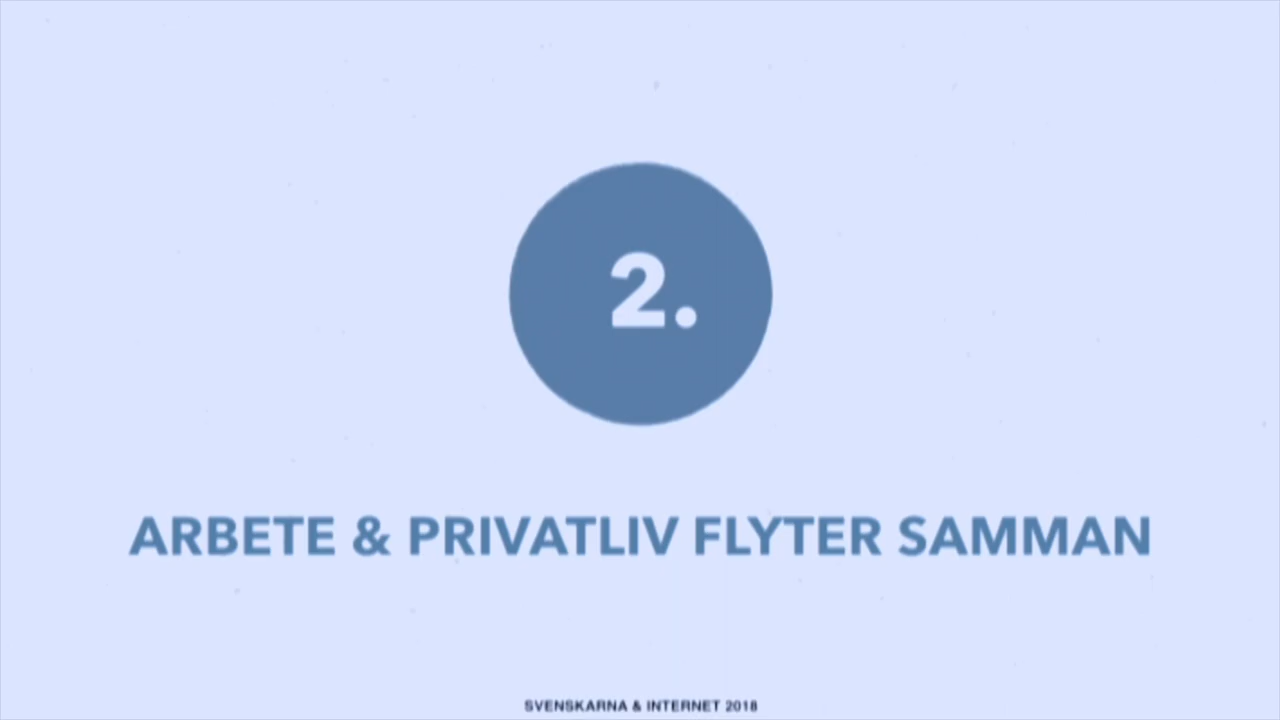 2.
ARBETE & PRIVATLIV FLYTER SAMMAN
SVENSKARNA & INTERNET 2018